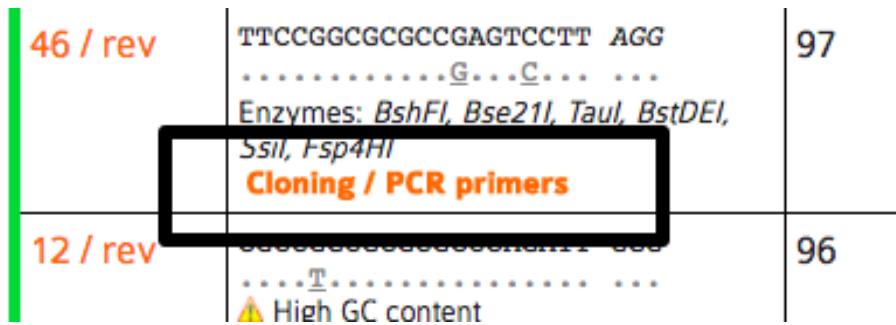 46 / rev
TTCCGGCGCGCCGAGTCCTT AGG
97
............G...C... ...
Enzymes: BshFI, Bse21I, TauI, BstDEI,
SsiI, Fsp4HI
Cloning / PCR primers
12 / rev
96
....T............... ...
High GC content